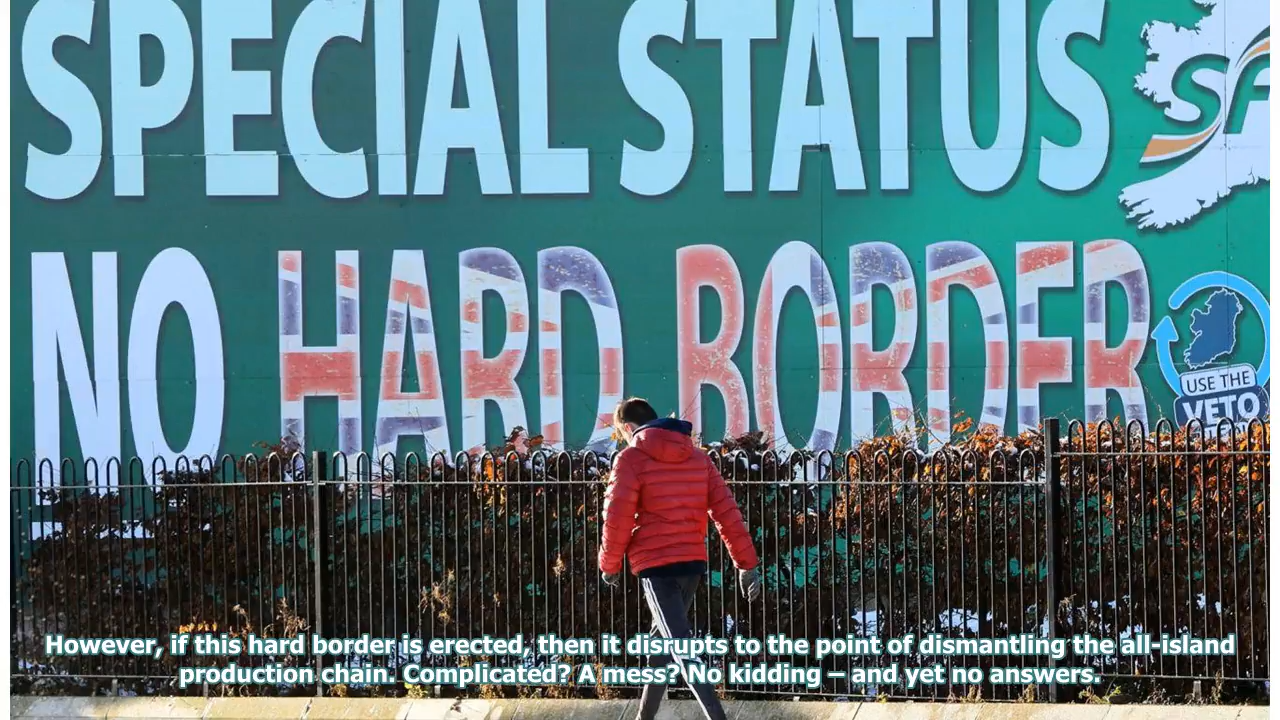 SPECIAL STATUS
SF
NO HARD BORDER
USE THE
VETO
However, if this hard border is erected, then it disrupts to the point of dismantling the all-island
production chain. Complicated? A mess? No kidding – and yet no answers.